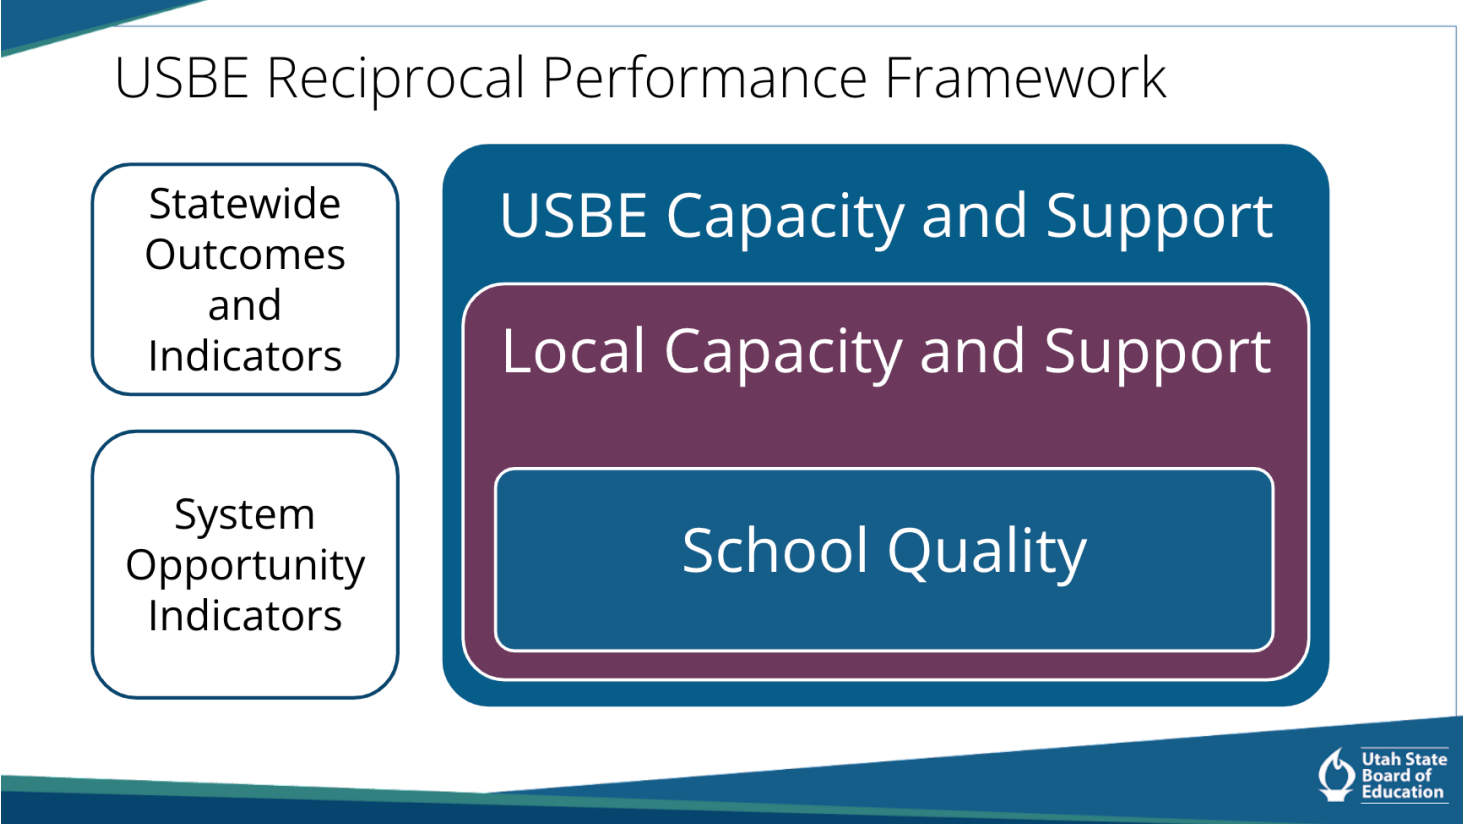 USBE Reciprocal Performance Framework
Statewide
Outcomes
and
Indicators
System
Opportunity
Indicators
USBE Capacity and Support
Local Capacity and Support
School Quality
Utah State
Board of
Education